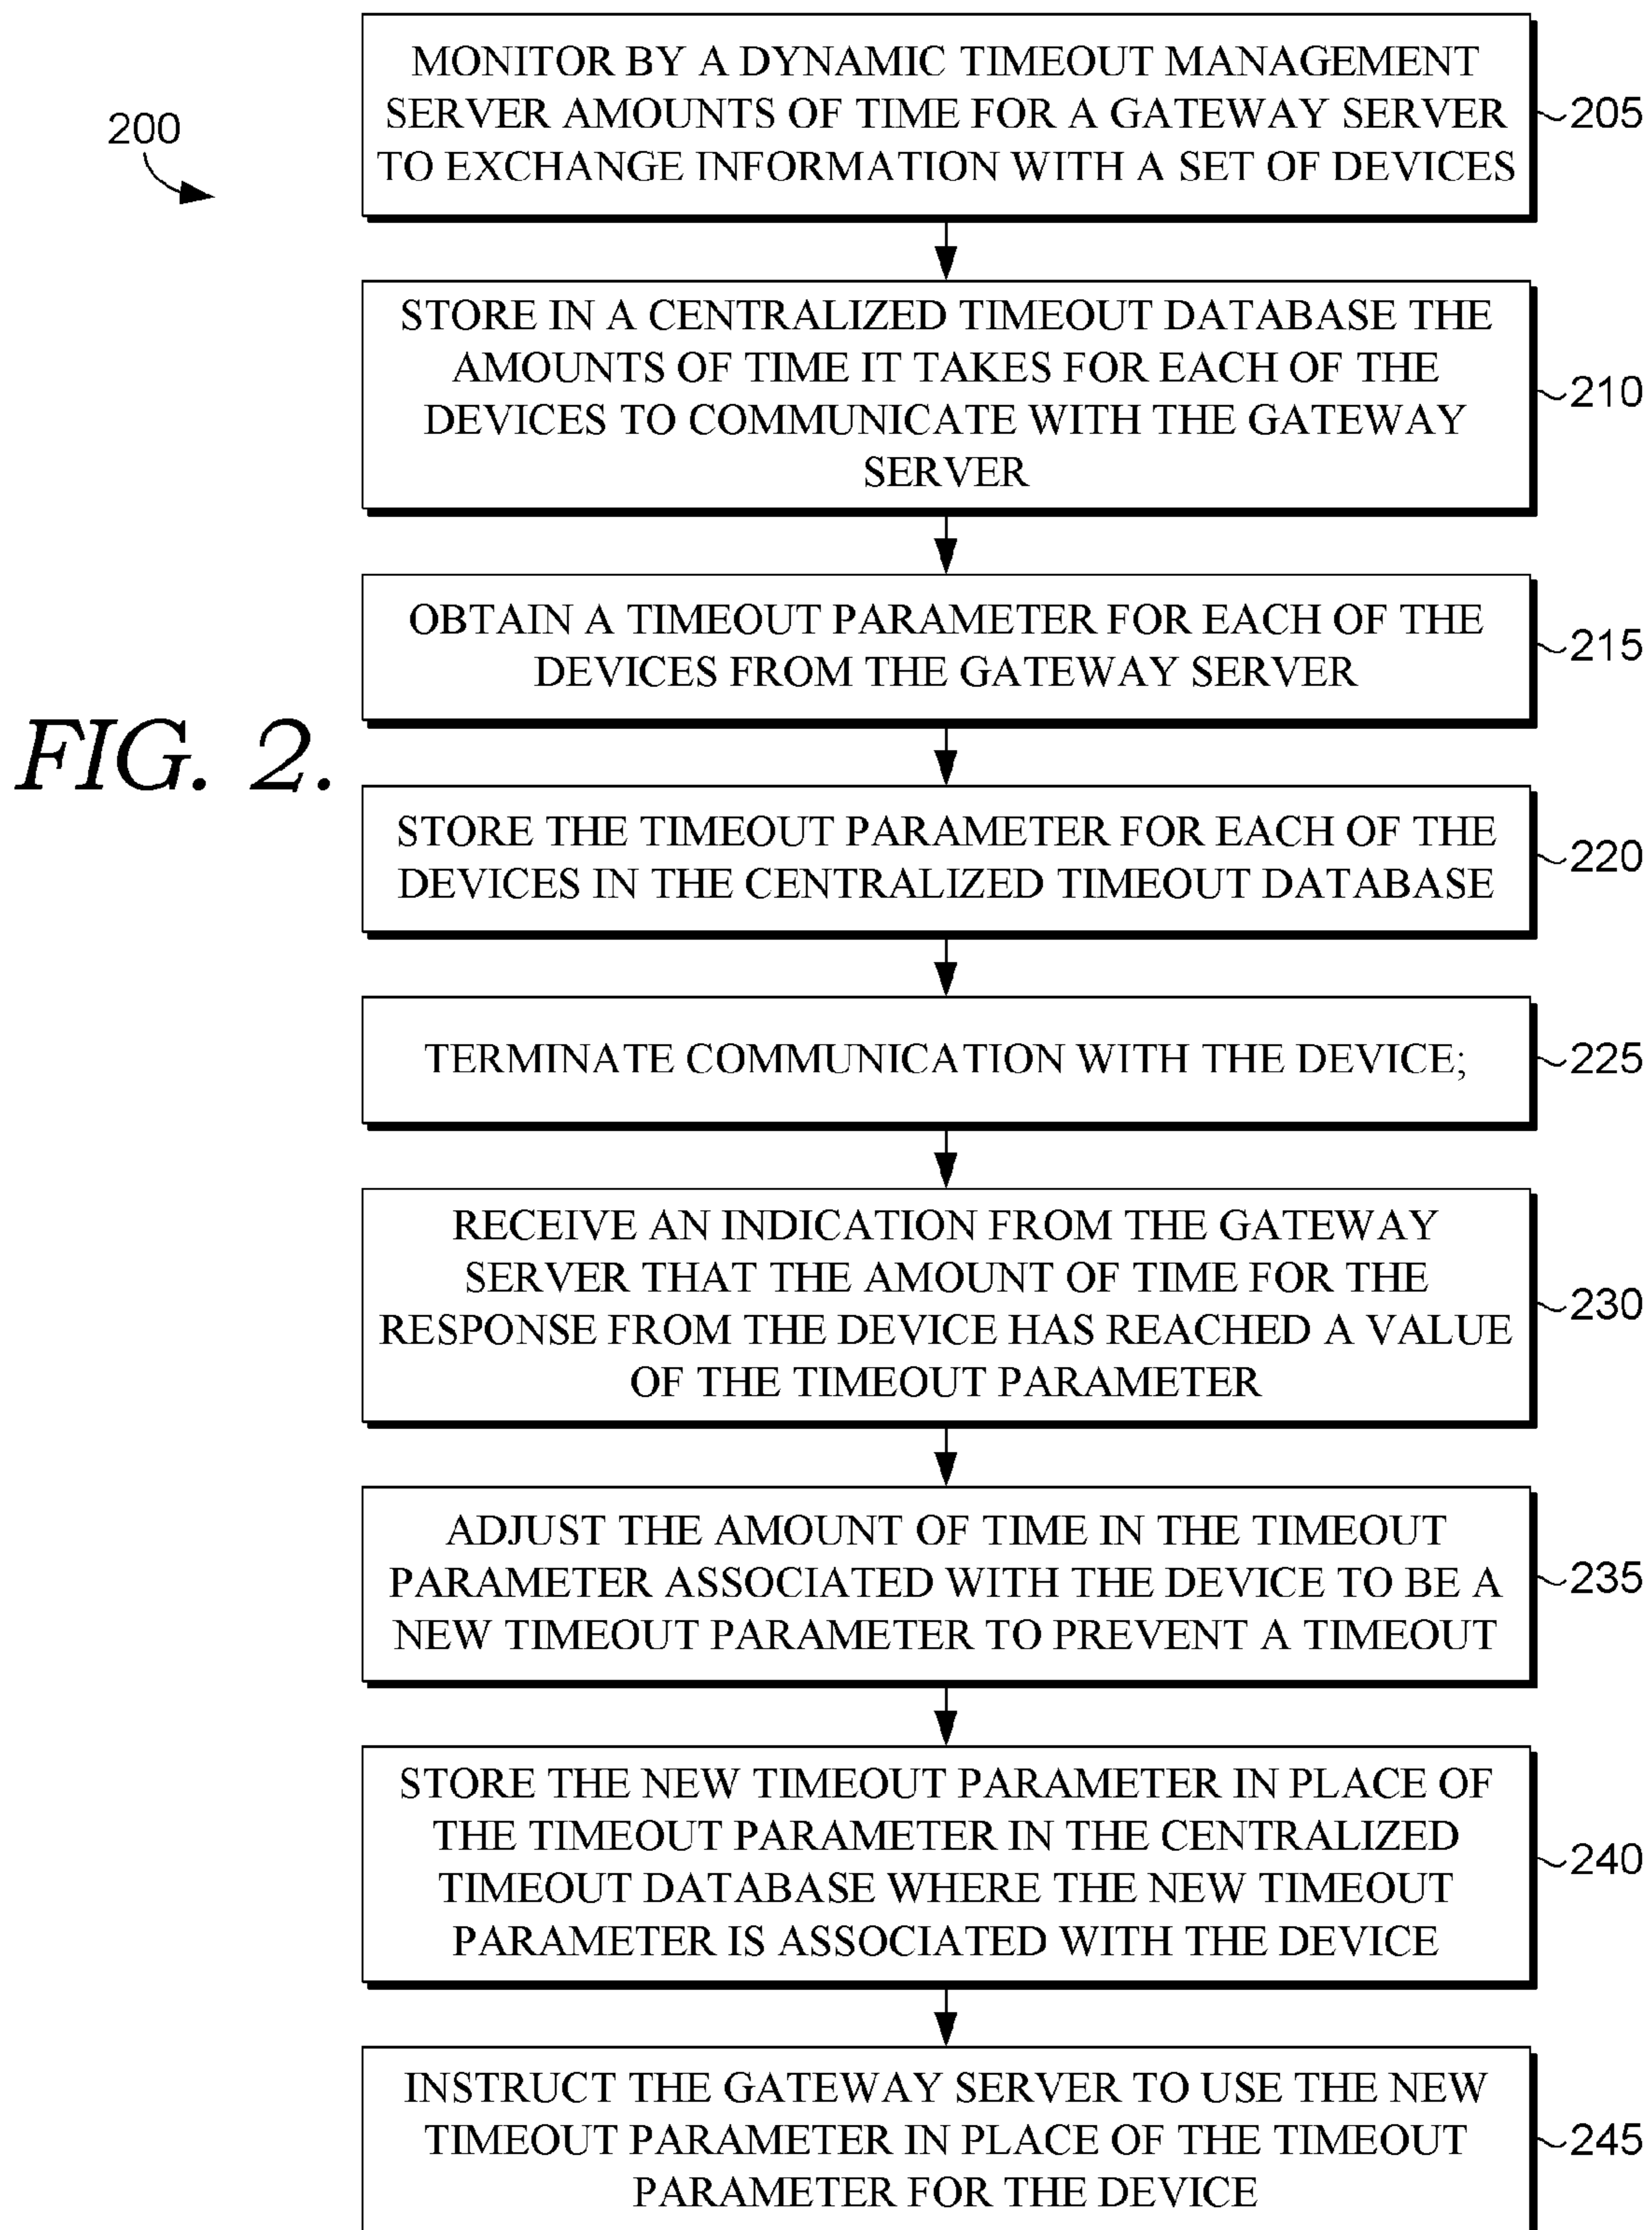 200
MONITOR BY A DYNAMIC TIMEOUT MANAGEMENT
SERVER AMOUNTS OF TIME FOR A GATEWAY SERVER
TO EXCHANGE INFORMATION WITH A SET OF DEVICES
205
STORE IN A CENTRALIZED TIMEOUT DATABASE THE
AMOUNTS OF TIME IT TAKES FOR EACH OF THE
DEVICES TO COMMUNICATE WITH THE GATEWAY
SERVER
210
OBTAIN A TIMEOUT PARAMETER FOR EACH OF THE
DEVICES FROM THE GATEWAY SERVER
215
FIG. 2.
STORE THE TIMEOUT PARAMETER FOR EACH OF THE
DEVICES IN THE CENTRALIZED TIMEOUT DATABASE
220
TERMINATE COMMUNICATION WITH THE DEVICE;
225
RECEIVE AN INDICATION FROM THE GATEWAY
SERVER THAT THE AMOUNT OF TIME FOR THE
RESPONSE FROM THE DEVICE HAS REACHED A VALUE
OF THE TIMEOUT PARAMETER
230
ADJUST THE AMOUNT OF TIME IN THE TIMEOUT
PARAMETER ASSOCIATED WITH THE DEVICE TO BE A
NEW TIMEOUT PARAMETER TO PREVENT A TIMEOUT
235
STORE THE NEW TIMEOUT PARAMETER IN PLACE OF
THE TIMEOUT PARAMETER IN THE CENTRALIZED
TIMEOUT DATABASE WHERE THE NEW TIMEOUT
PARAMETER IS ASSOCIATED WITH THE DEVICE
240
INSTRUCT THE GATEWAY SERVER TO USE THE NEW
TIMEOUT PARAMETER IN PLACE OF THE TIMEOUT
PARAMETER FOR THE DEVICE
245